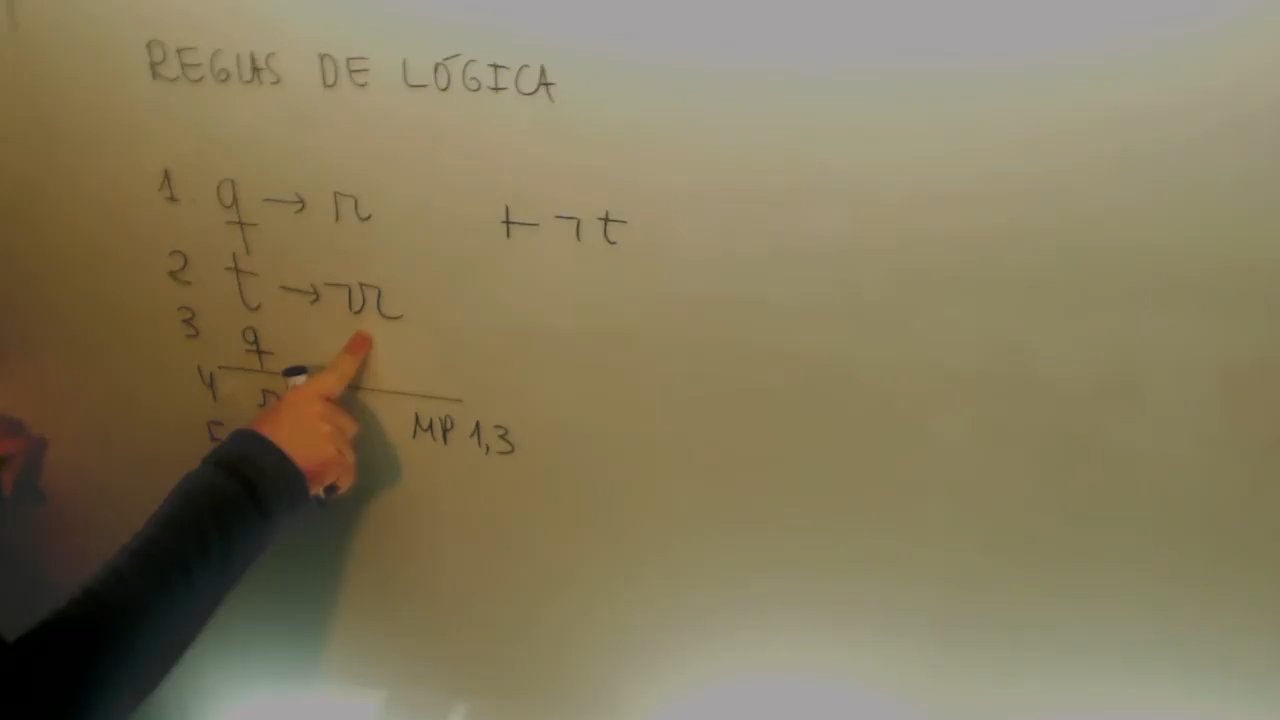 REGLAS DE LÓGICA
1 q → r ⊢ ¬ t
2 t → ¬r
3 q
4 r MP 1,3
5